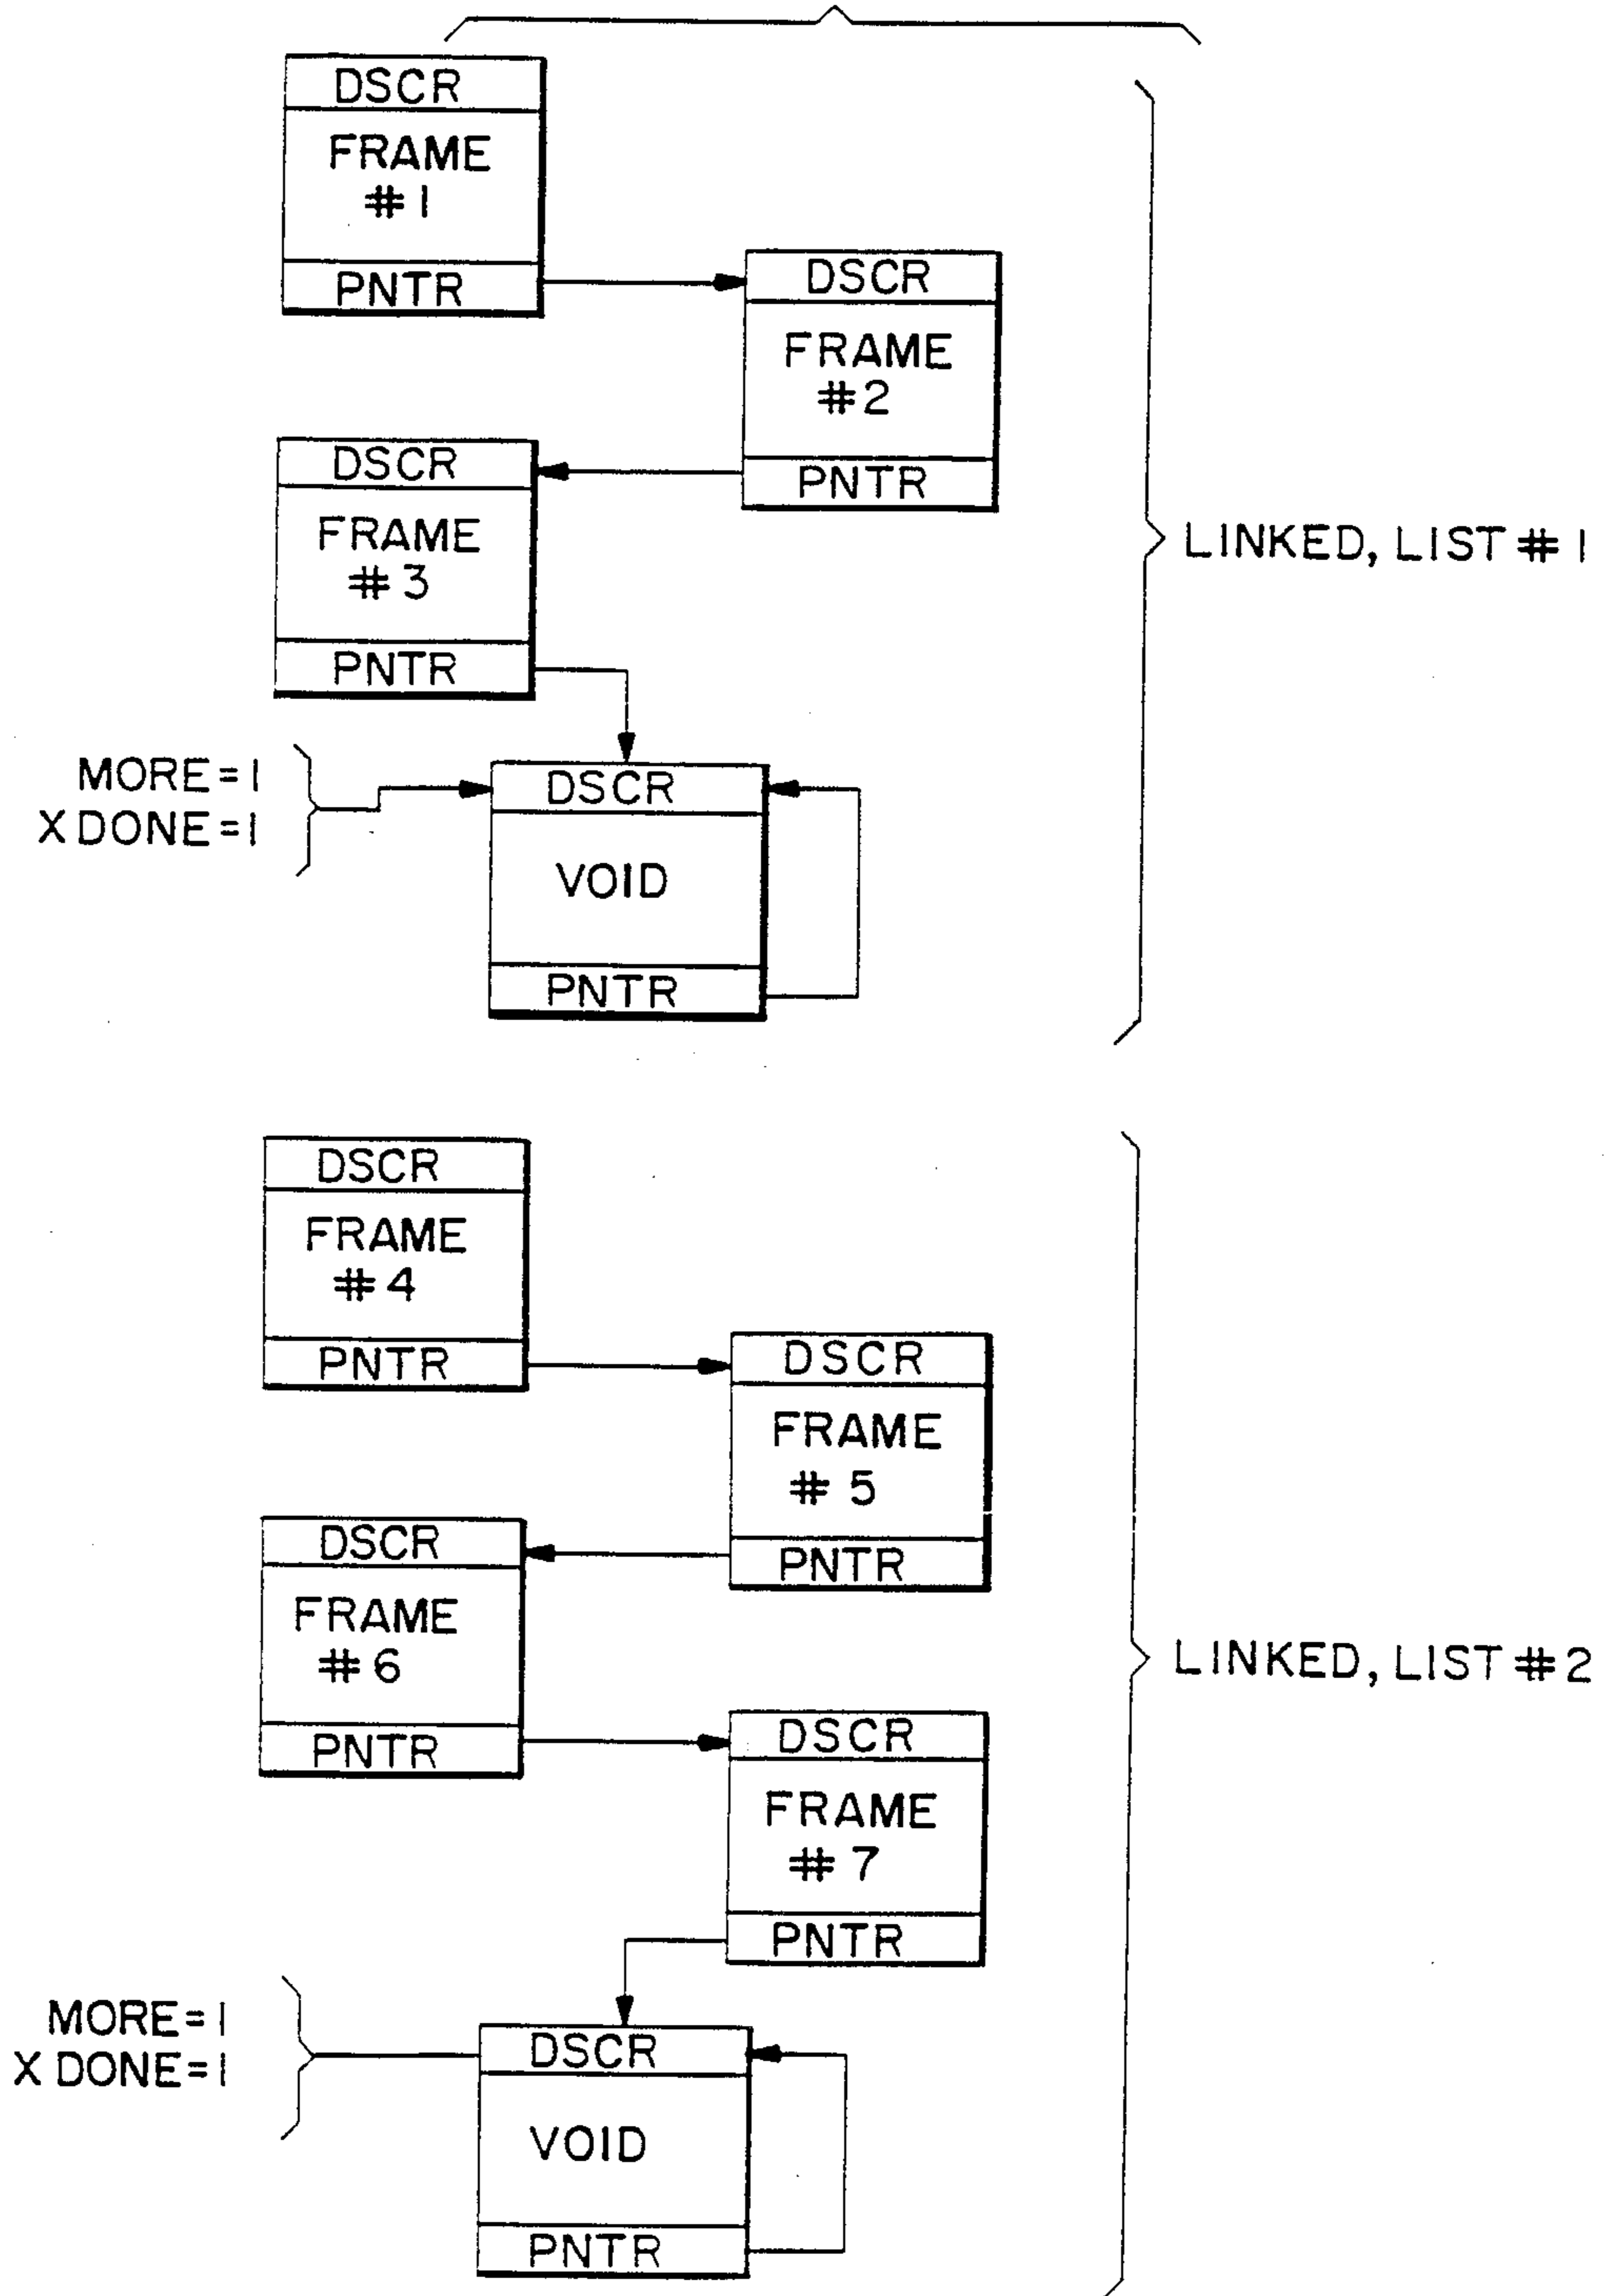 DSCR
FRAME
# 1
PNTR
DSCR
FRAME
# 2
PNTR
DSCR
FRAME
# 3
PNTR
LINKED, LIST # 1
MORE = 1
X DONE = 1
DSCR
VOID
PNTR
DSCR
FRAME
# 4
PNTR
DSCR
FRAME
# 5
PNTR
DSCR
FRAME
# 6
PNTR
LINKED, LIST # 2
DSCR
FRAME
# 7
PNTR
MORE = 1
X DONE = 1
DSCR
VOID
PNTR